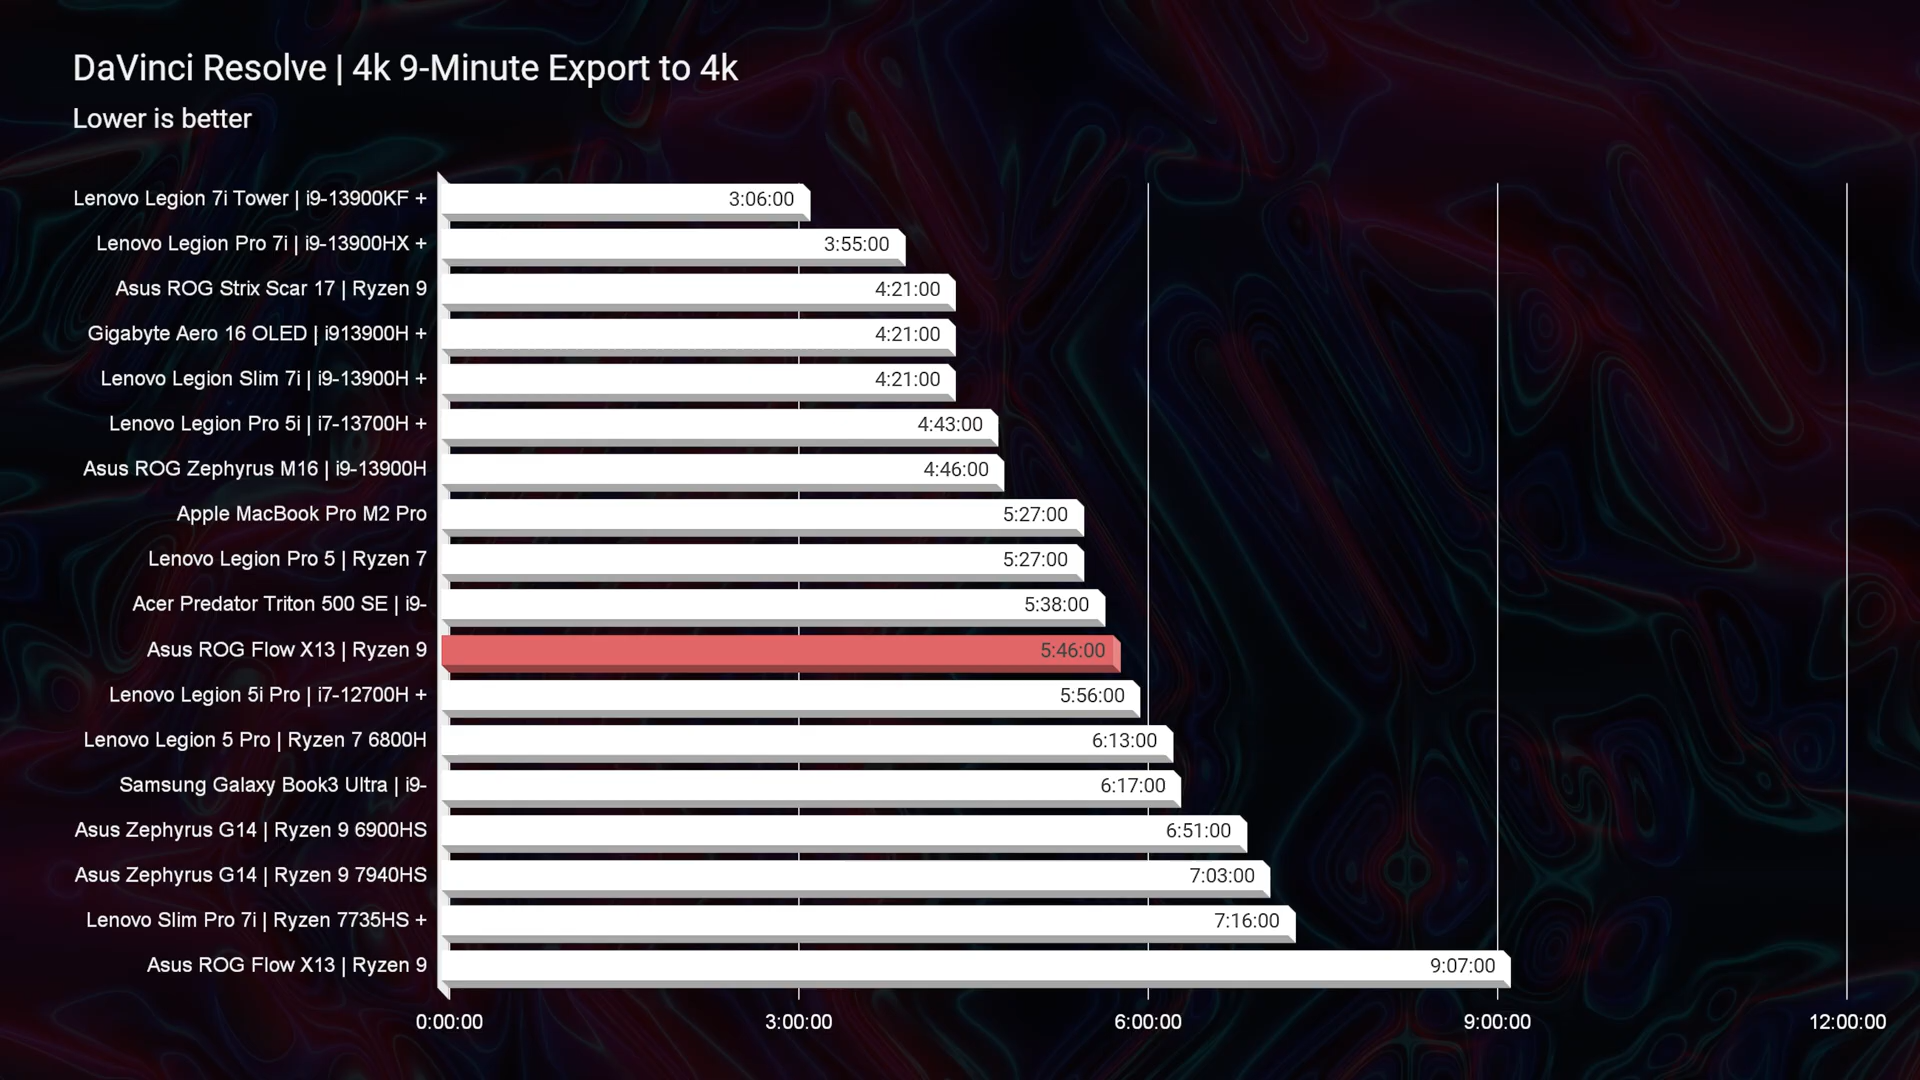 DaVinci Resolve | 4k 9-Minute Export to 4k
Lower is better
Lenovo Legion 7i Tower | i9-13900KF + 3:06:00
Lenovo Legion Pro 7i | i9-13900HX + 3:55:00
Asus ROG Strix Scar 17 | Ryzen 9 4:21:00
Gigabyte Aero 16 OLED | i913900H + 4:21:00
Lenovo Legion Slim 7i | i9-13900H + 4:21:00
Lenovo Legion Pro 5i | i7-13700H + 4:43:00
Asus ROG Zephyrus M16 | i9-13900H 4:46:00
Apple MacBook Pro M2 Pro 5:27:00
Lenovo Legion Pro 5 | Ryzen 7 5:27:00
Acer Predator Triton 500 SE | i9- 5:38:00
Asus ROG Flow X13 | Ryzen 9 5:46:00
Lenovo Legion 5i Pro | i7-12700H + 5:56:00
Lenovo Legion 5 Pro | Ryzen 7 6800H 6:13:00
Samsung Galaxy Book3 Ultra | i9- 6:17:00
Asus Zephyrus G14 | Ryzen 9 6900HS 6:51:00
Asus Zephyrus G14 | Ryzen 9 7940HS 7:03:00
Lenovo Slim Pro 7i | Ryzen 7735HS + 7:16:00
Asus ROG Flow X13 | Ryzen 9 9:07:00
0:00:00 3:00:00 6:00:00 9:00:00 12:00:00